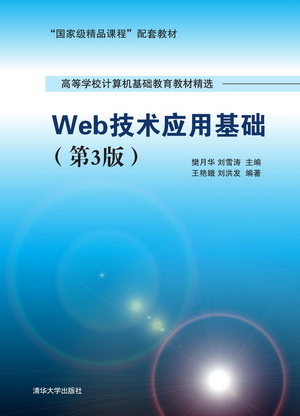 “国家级精品课程”配套教材
高等学校计算机基础教育教材精选
Web技术应用基础
（第3版）
樊月华 刘雪涛 主编
王艳娥 刘洪发 编著
清华大学出版社